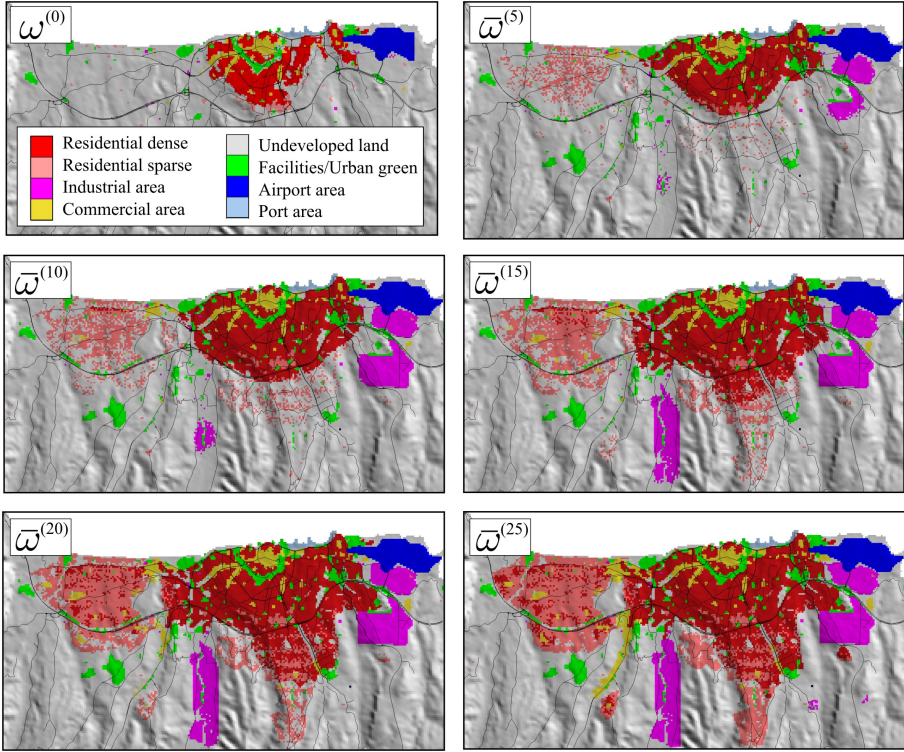 ω(0)
ω̄(5)
Residential dense
Residential sparse
Industrial area
Commercial area
Undeveloped land
Facilities/Urban green
Airport area
Port area
ω̄(10)
ω̄(15)
ω̄(20)
ω̄(25)